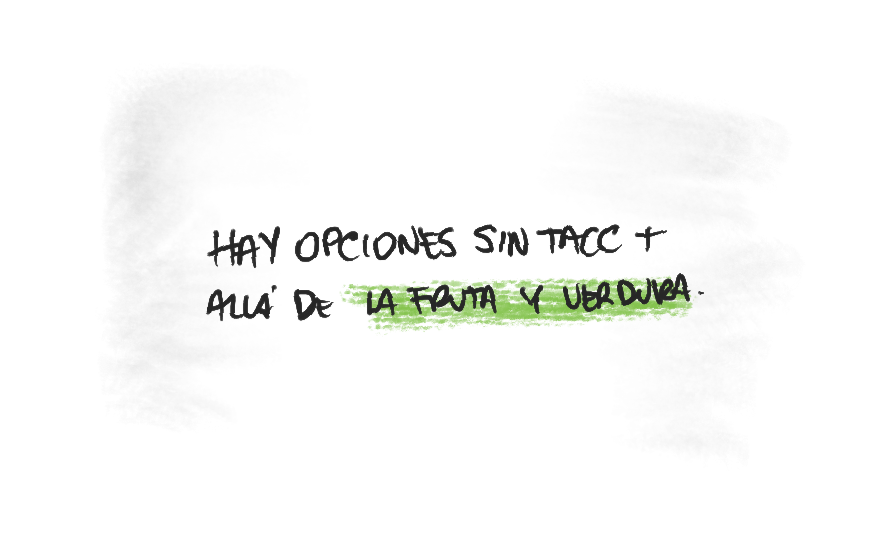 HAY OPCIONES SIN TACC +
ALLÁ DE LA FRUTA Y VERDURA.